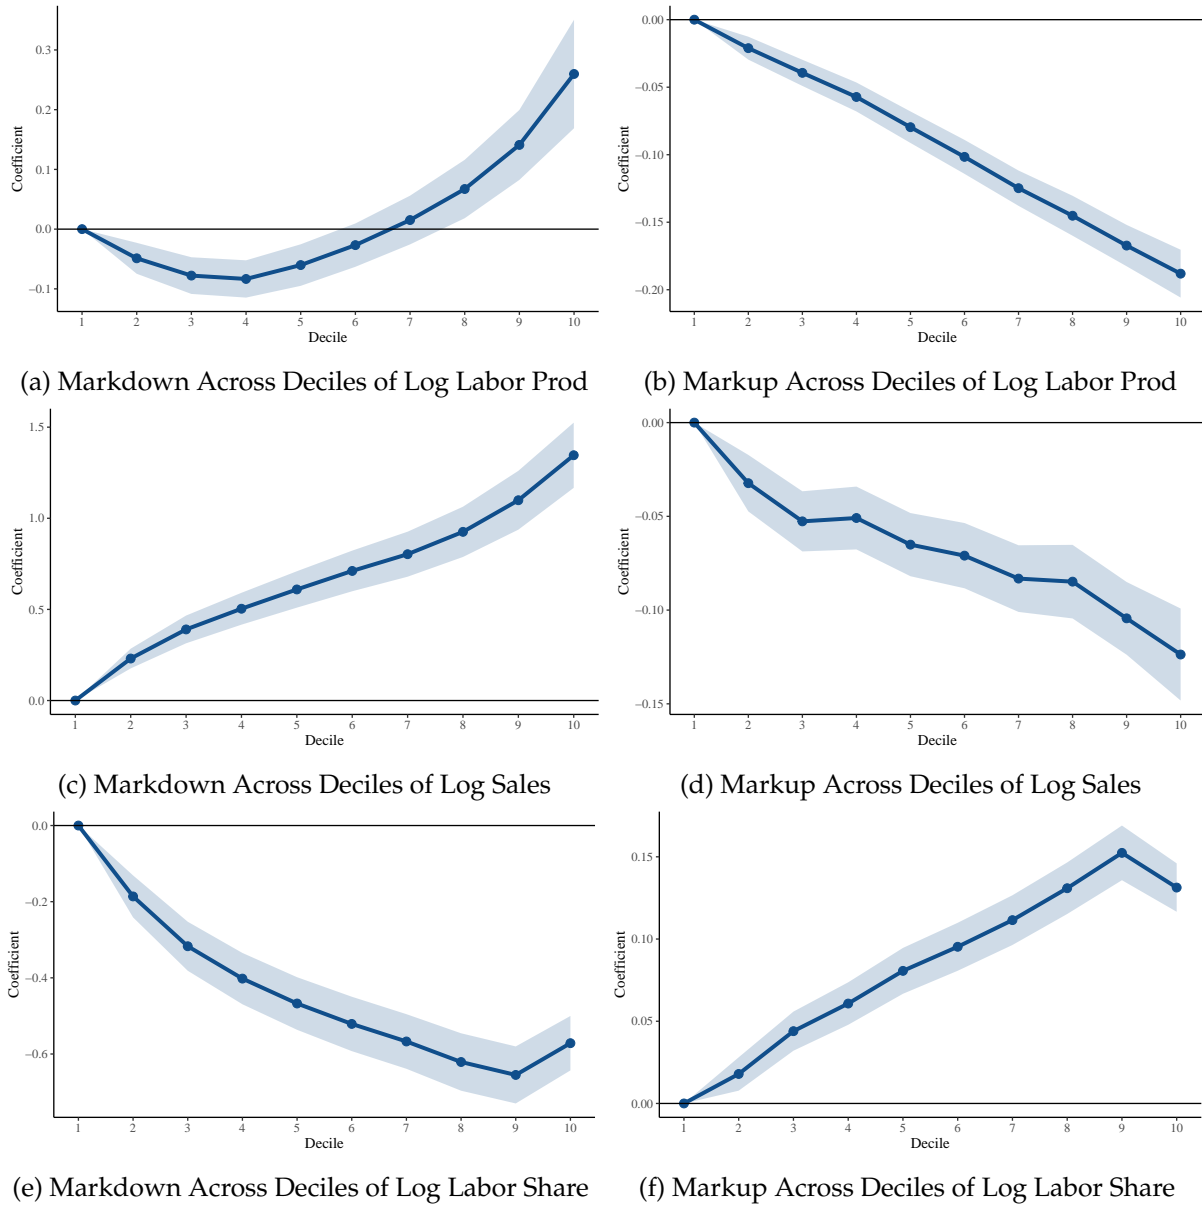 0.3
0.2
0.1
0.0
−0.1
Coefficient
1 2 3 4 5 6 7 8 9 10
Decile
(a) Markdown Across Deciles of Log Labor Prod
0.00
−0.05
−0.10
−0.15
−0.20
Coefficient
1 2 3 4 5 6 7 8 9 10
Decile
(b) Markup Across Deciles of Log Labor Prod
1.5
1.0
0.5
0.0
Coefficient
1 2 3 4 5 6 7 8 9 10
Decile
(c) Markdown Across Deciles of Log Sales
0.00
−0.05
−0.10
−0.15
Coefficient
1 2 3 4 5 6 7 8 9 10
Decile
(d) Markup Across Deciles of Log Sales
0.0
−0.2
−0.4
−0.6
Coefficient
1 2 3 4 5 6 7 8 9 10
Decile
(e) Markdown Across Deciles of Log Labor Share
0.15
0.10
0.05
0.00
Coefficient
1 2 3 4 5 6 7 8 9 10
Decile
(f) Markup Across Deciles of Log Labor Share